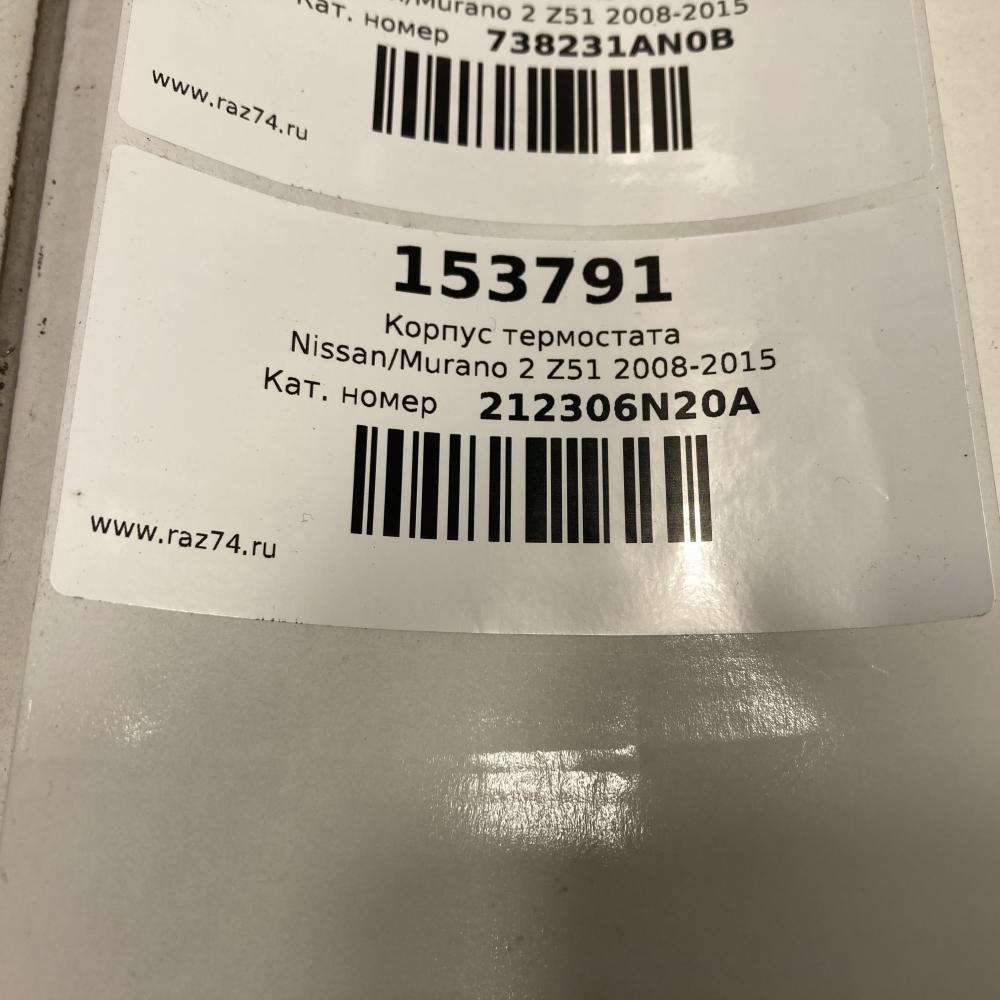 /Murano 2 Z51 2008-2015
Кат. номер 738231AN0B
www.raz74.ru
153791
Корпус термостата
Nissan/Murano 2 Z51 2008-2015
Кат. номер 212306N20A
www.raz74.ru